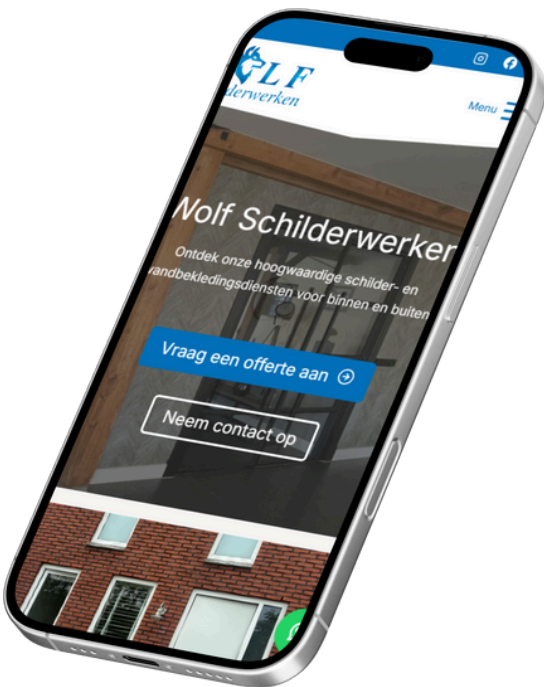 LF
derwerken
Menu
Wolf Schilderwerken
Ontdek onze hoogwaardige schilder- en
wandbekledingsdiensten voor binnen en buiten
Vraag een offerte aan
Neem contact op